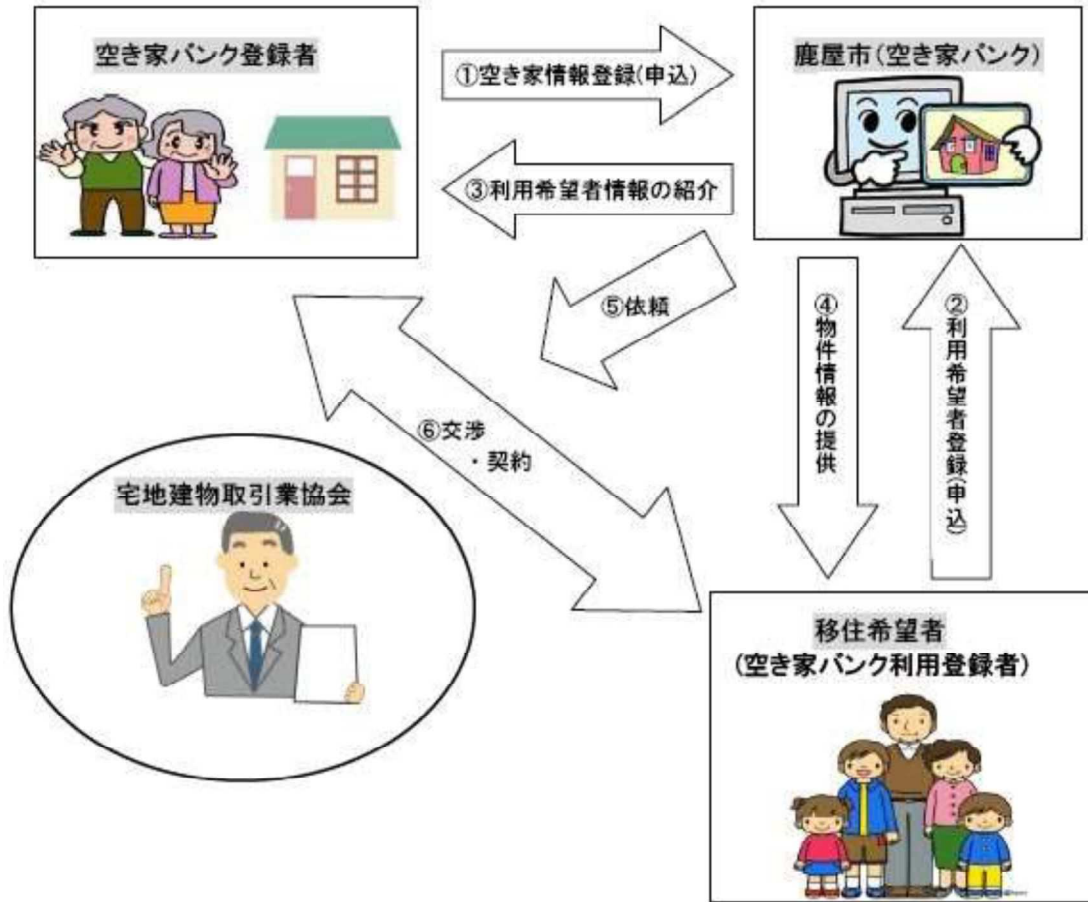 空き家バンク登録者
①空き家情報登録(申込)
鹿屋市(空き家バンク)
③利用希望者情報の紹介
⑤依頼
④物件情報の提供
②利用希望者登録(申込)
⑥交渉
・契約
宅地建物取引業協会
移住希望者
(空き家バンク利用登録者)